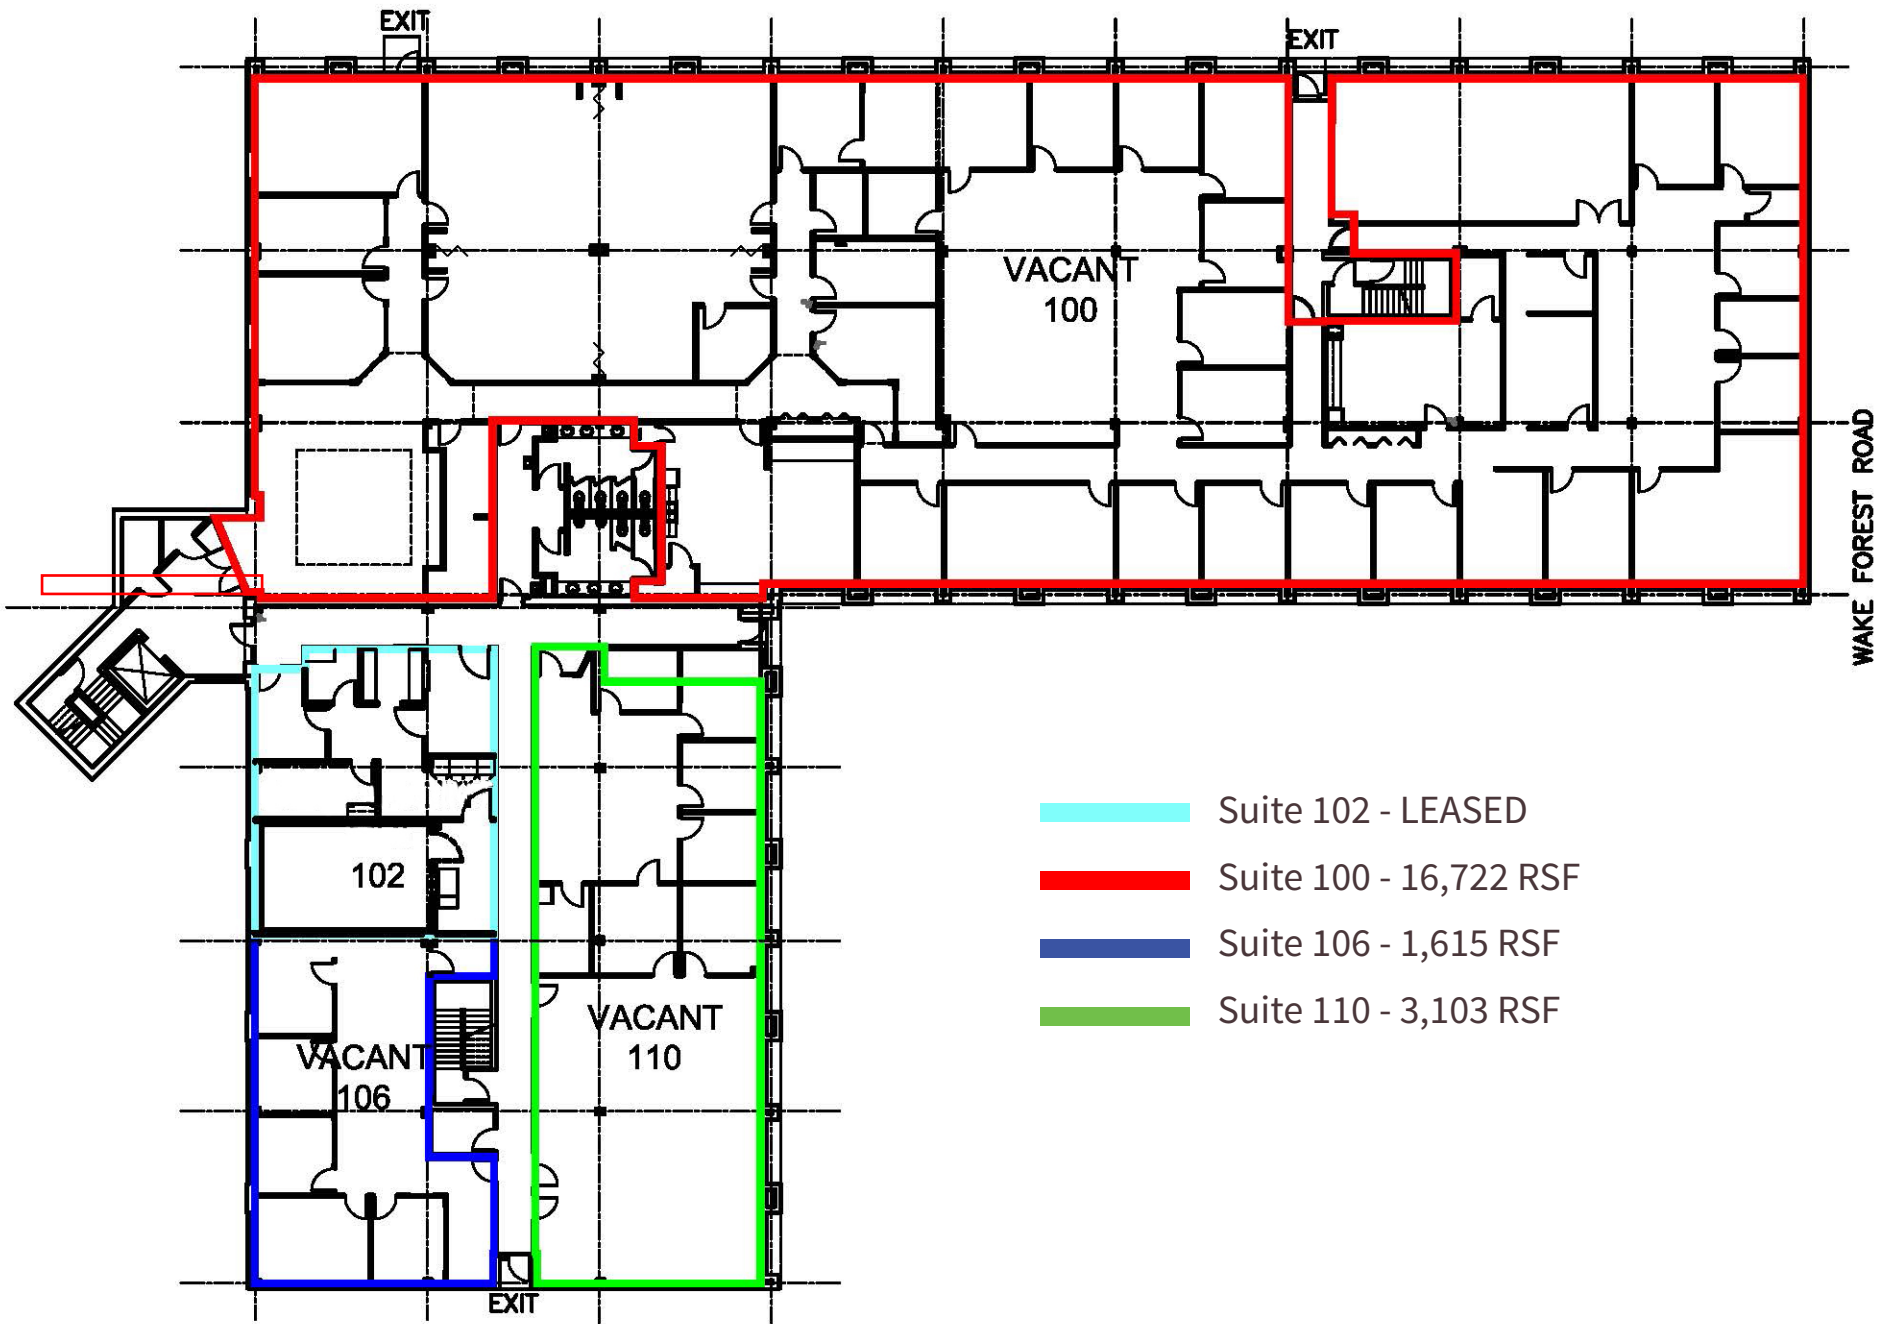 EXIT
EXIT
VACANT
100
WAKE FOREST ROAD
102
VACANT
106
VACANT
110
EXIT
Suite 102 - LEASED
Suite 100 - 16,722 RSF
Suite 106 - 1,615 RSF
Suite 110 - 3,103 RSF